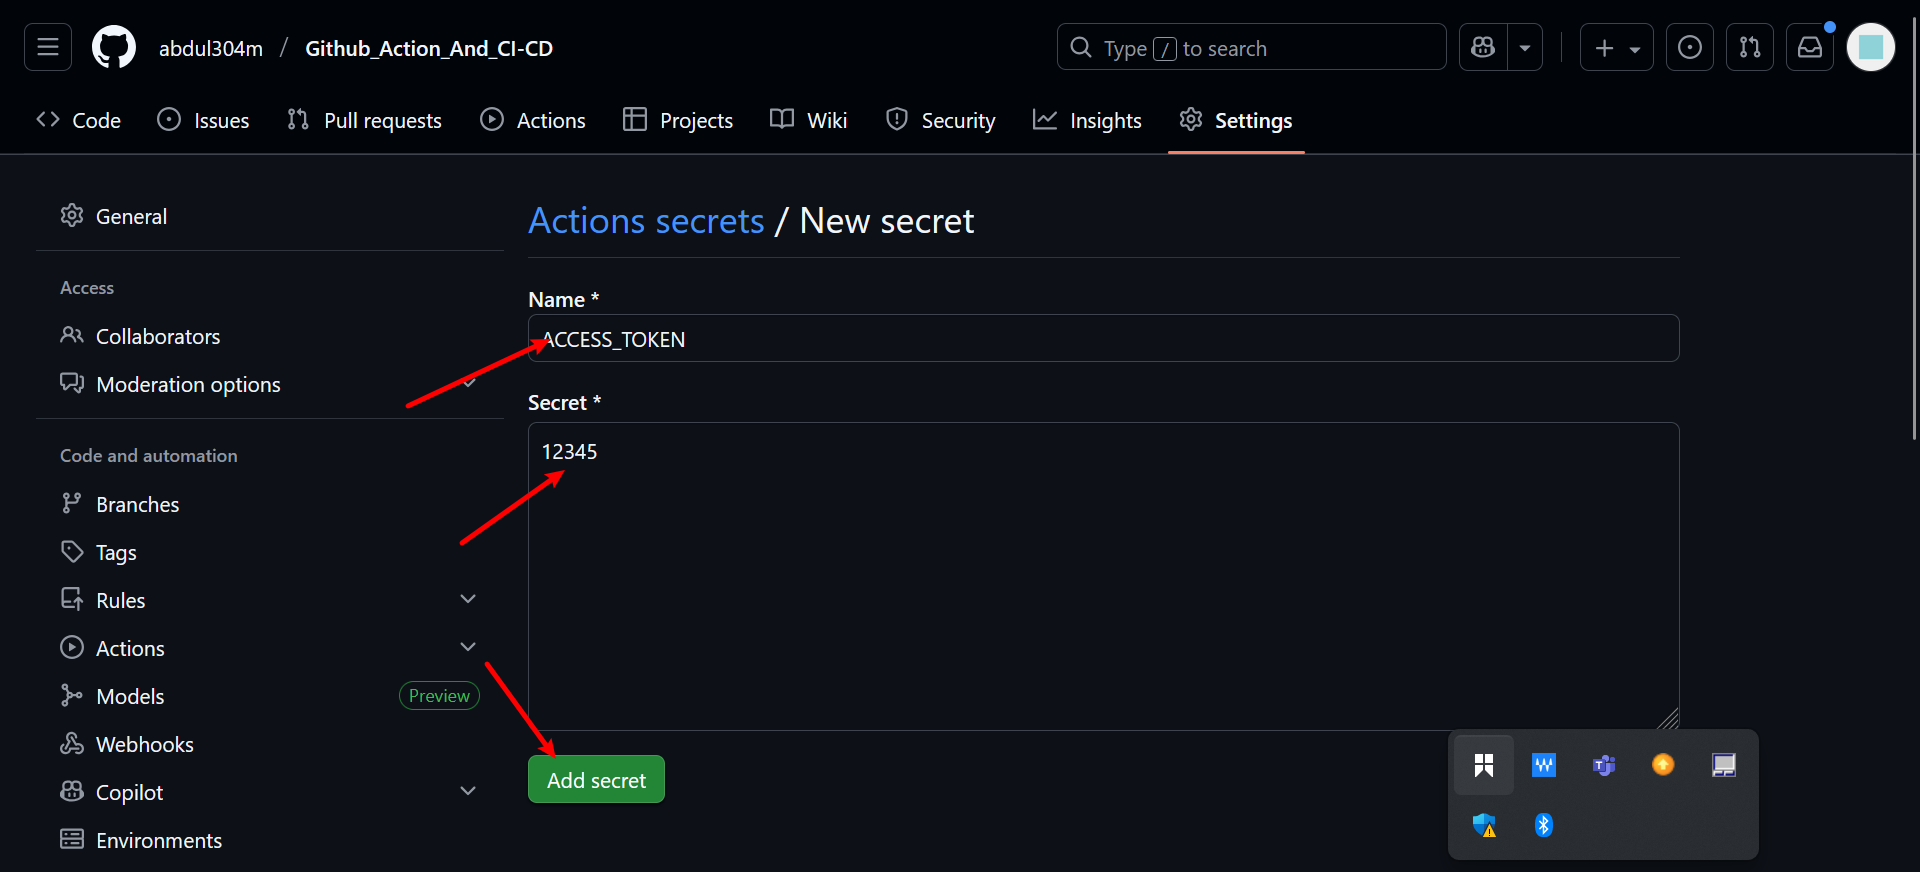 abdul304m / Github_Action_And_CI-CD
Type / to search
Code
Issues
Pull requests
Actions
Projects
Wiki
Security
Insights
Settings
General
Access
Collaborators
Moderation options
Code and automation
Branches
Tags
Rules
Actions
Models Preview
Webhooks
Copilot
Environments
Actions secrets / New secret
Name *
ACCESS_TOKEN
Secret *
12345
Add secret